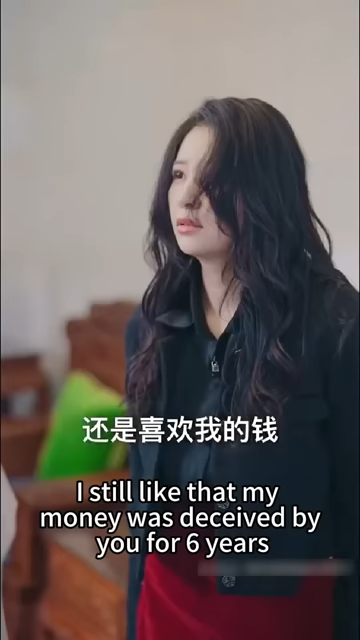 还是喜欢我的钱
I still like that my
money was deceived by
you for 6 years